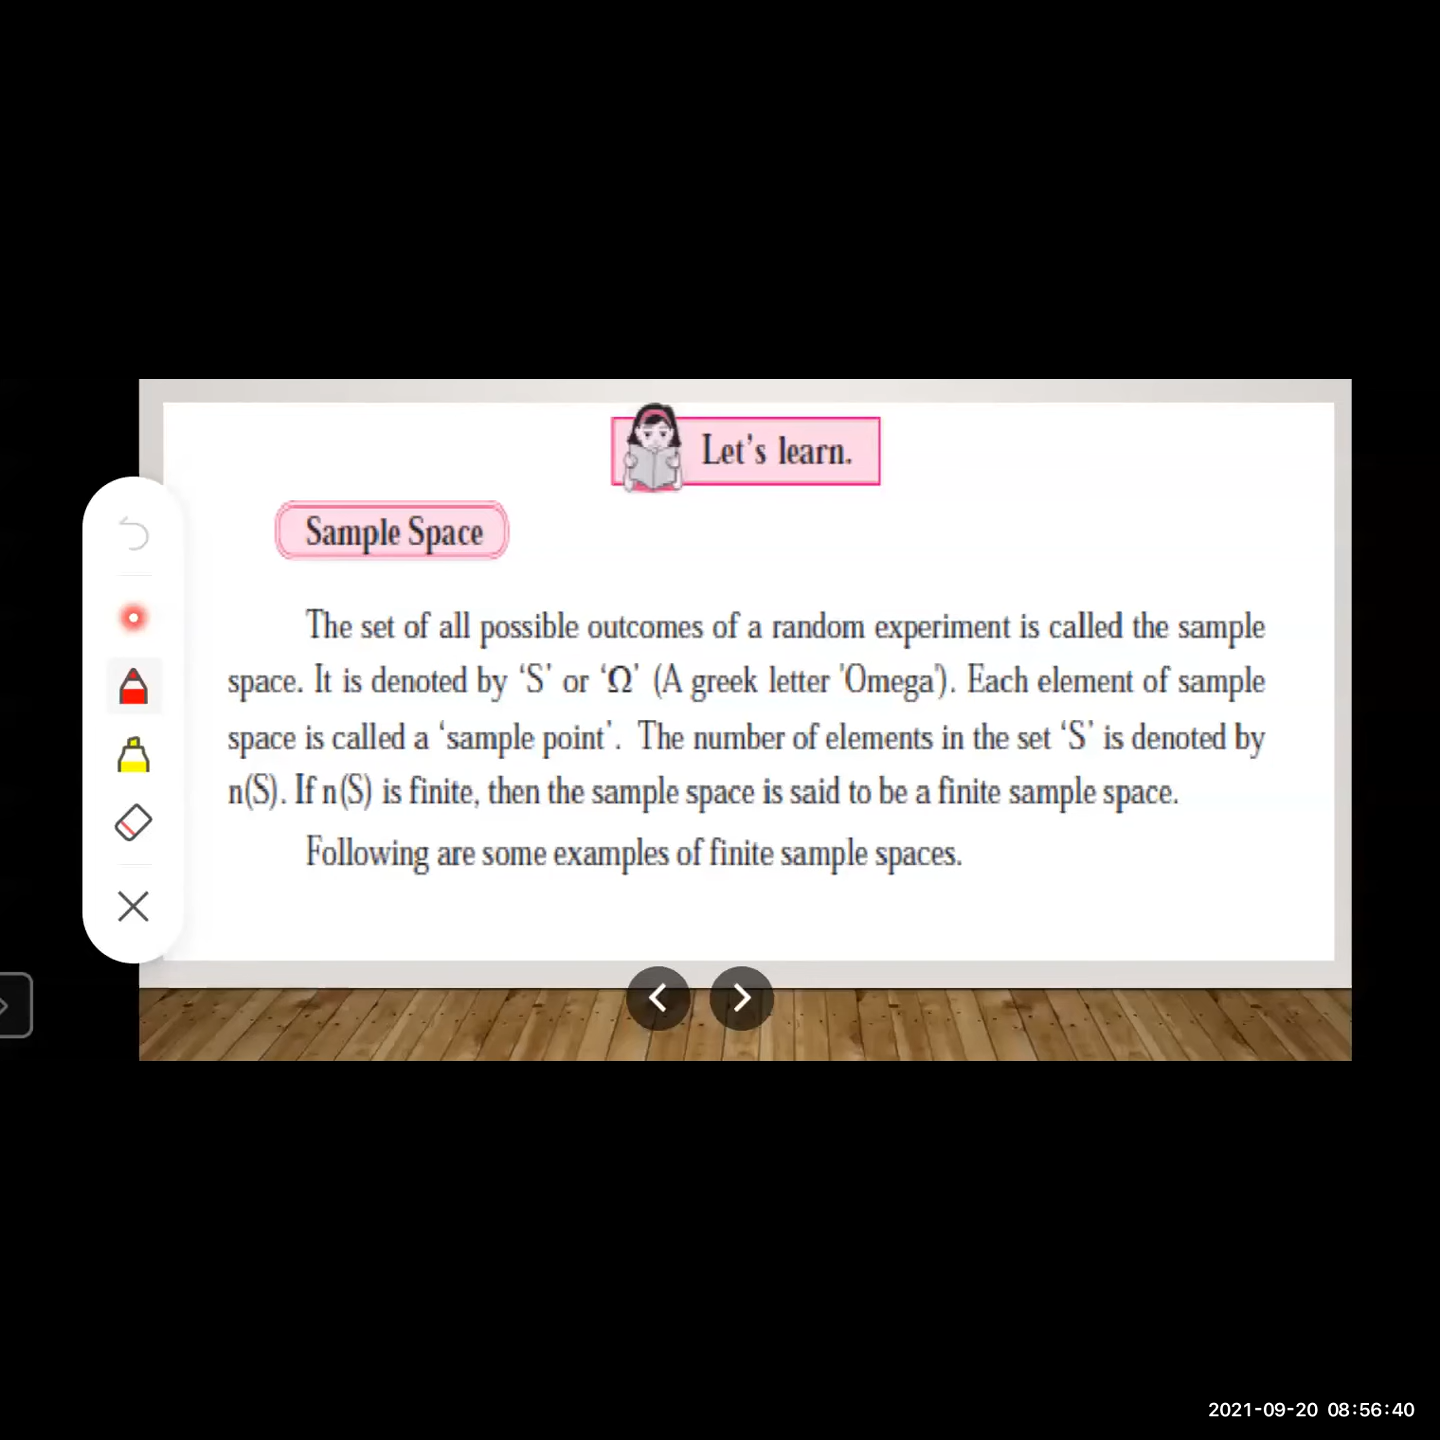 Let's learn.
Sample Space
The set of all possible outcomes of a random experiment is called the sample
space. It is denoted by ‘S’ or ‘Ω’ (A greek letter 'Omega'). Each element of sample
space is called a ‘sample point’. The number of elements in the set ‘S’ is denoted by
n(S). If n(S) is finite, then the sample space is said to be a finite sample space.
Following are some examples of finite sample spaces.
2021-09-20 08:56:40